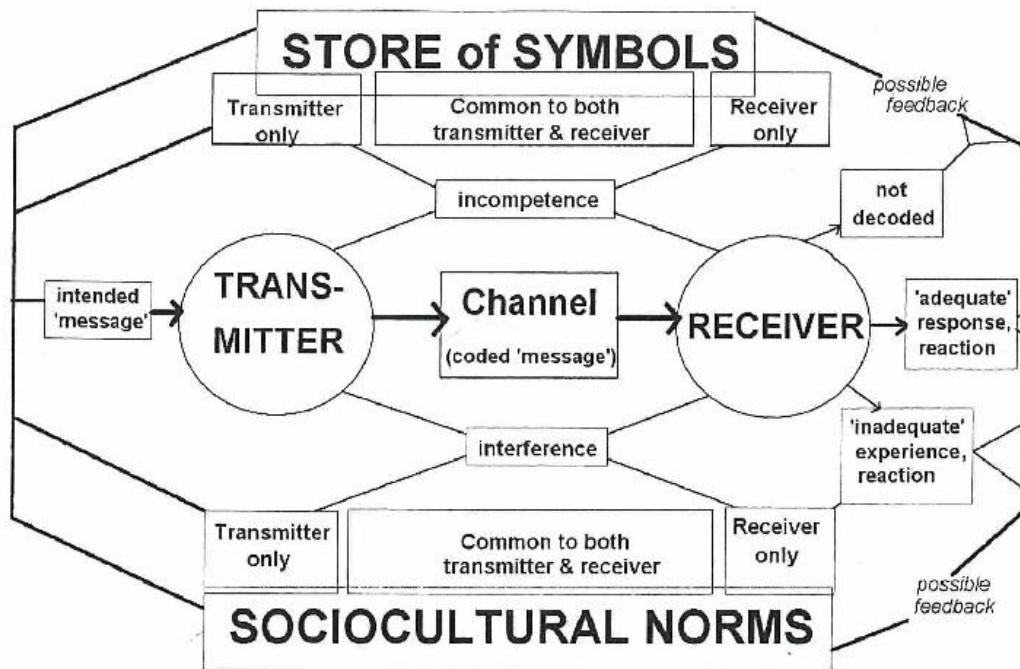 STORE of SYMBOLS
Transmitter
only
Common to both
transmitter & receiver
Receiver
only
possible
feedback
incompetence
not
decoded
intended
'message'
TRANS-
MITTER
Channel
(coded 'message')
RECEIVER
'adequate'
response,
reaction
interference
'inadequate'
experience,
reaction
Transmitter
only
Common to both
transmitter & receiver
Receiver
only
possible
feedback
SOCIOCULTURAL NORMS